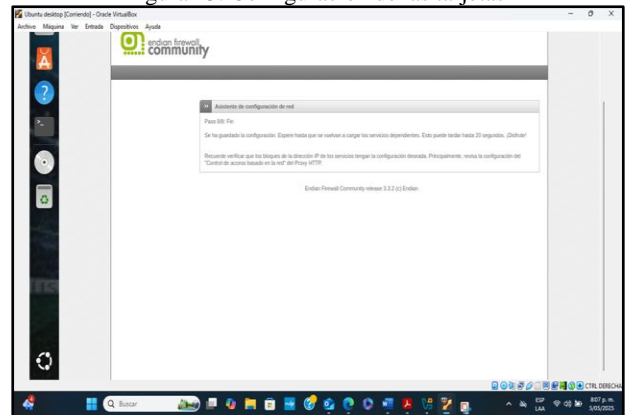 Ubuntu desktop [Corriendo] - Oracle VirtualBox
Archivo Máquina Ver Entrada Dispositivos Ayuda
endian firewall
community
Asistente de configuración de red
Paso 8/8: Fin
Se ha guardado la configuración. Espere hasta que se vuelvan a cargar los servicios dependientes. Esto puede tardar hasta 20 segundos. ¡Disfrute!
Recuerde verificar que los bloques de la dirección IP de los servicios tengan la configuración deseada. Principalmente, revisa la configuración del
"Control de acceso basado en la red" del Proxy HTTP.
Endian Firewall Community release 3.3.2 (c) Endian
CTRL DERECHA
Buscar
ESP
LAA
8:07 p. m.
5/05/2025